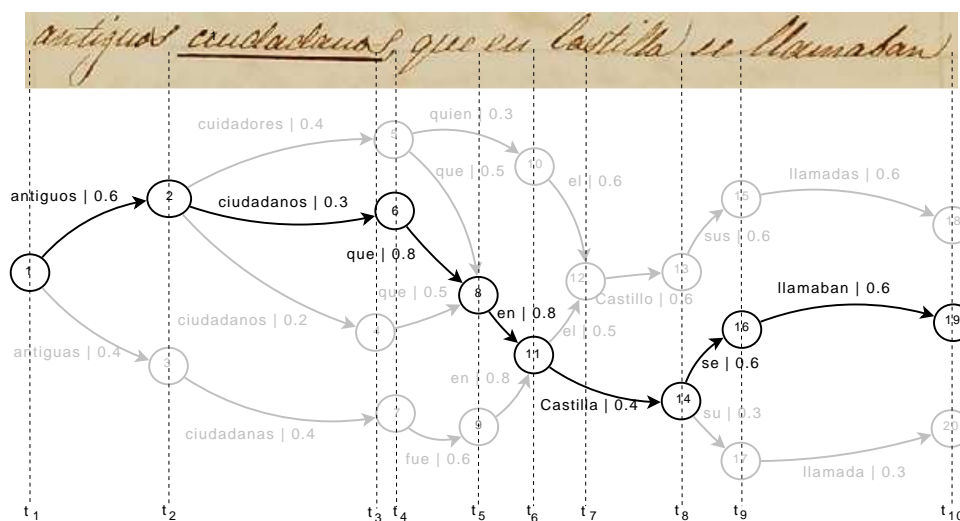 antiguos ciudadanos que en Castilla se llamaban
cuidadores | 0.4
quien | 0.3
antiguos | 0.6
ciudadanos | 0.3
que | 0.5
el | 0.6
llamadas | 0.6
que | 0.8
sus | 0.6
ciudadanos | 0.2
que | 0.5
en | 0.8
Castillo | 0.6
llamaban | 0.6
antiguas | 0.4
el | 0.5
se | 0.6
en | 0.8
Castilla | 0.4
su | 0.3
ciudadanas | 0.4
fue | 0.6
llamada | 0.3
1
2
3
4
5
6
7
8
9
10
11
12
13
14
15
16
17
18
19
20
t1 t2 t3 t4 t5 t6 t7 t8 t9 t10